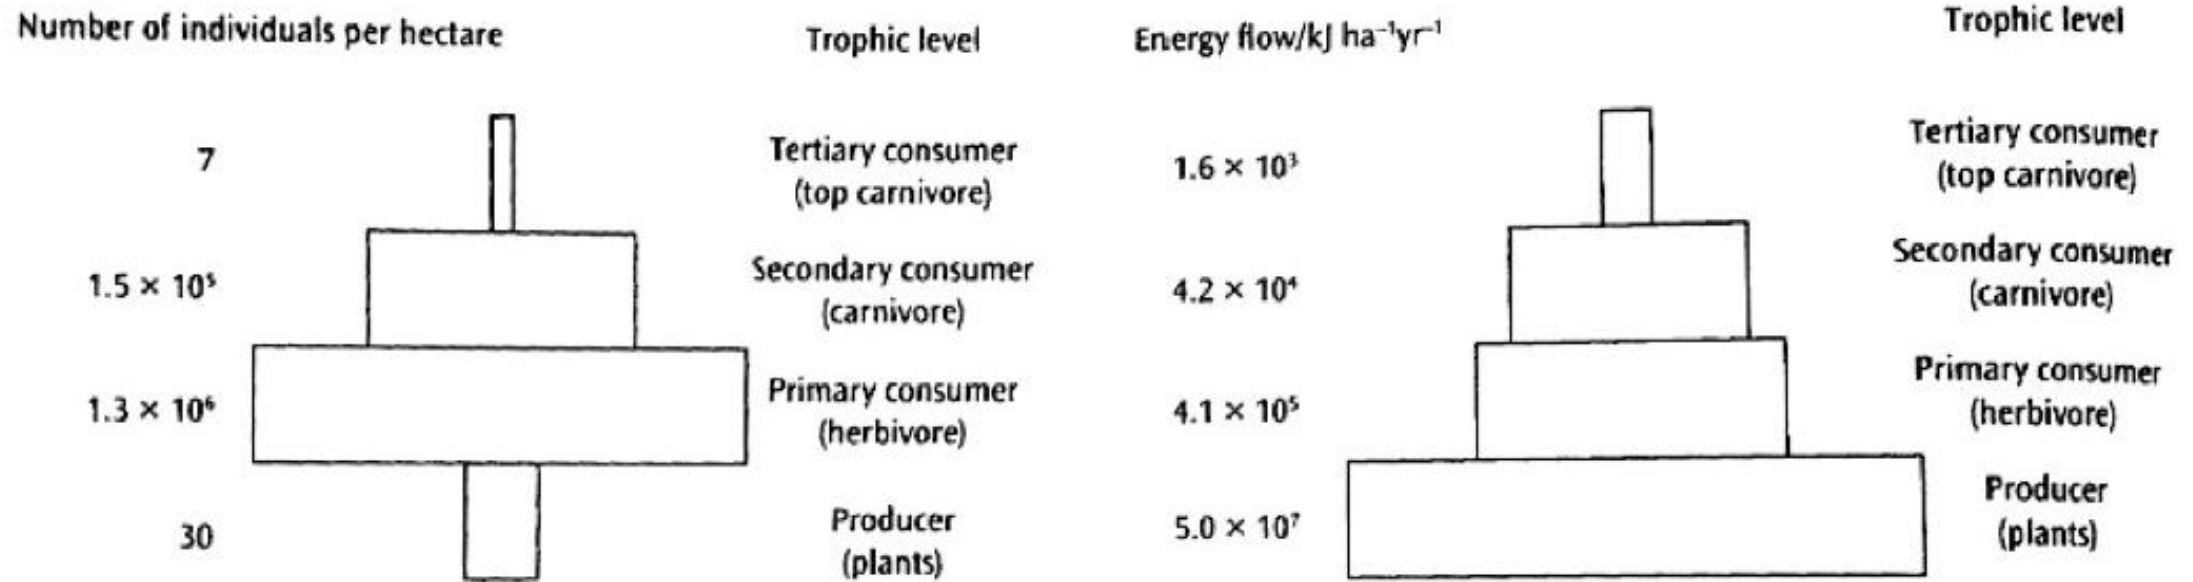 Number of individuals per hectare
Trophic level
7
Tertiary consumer
(top carnivore)
1.5 × 10⁵
Secondary consumer
(carnivore)
1.3 × 10⁶
Primary consumer
(herbivore)
30
Producer
(plants)
Energy flow/kJ ha⁻¹yr⁻¹
Trophic level
1.6 × 10³
Tertiary consumer
(top carnivore)
4.2 × 10⁴
Secondary consumer
(carnivore)
4.1 × 10⁵
Primary consumer
(herbivore)
5.0 × 10⁷
Producer
(plants)